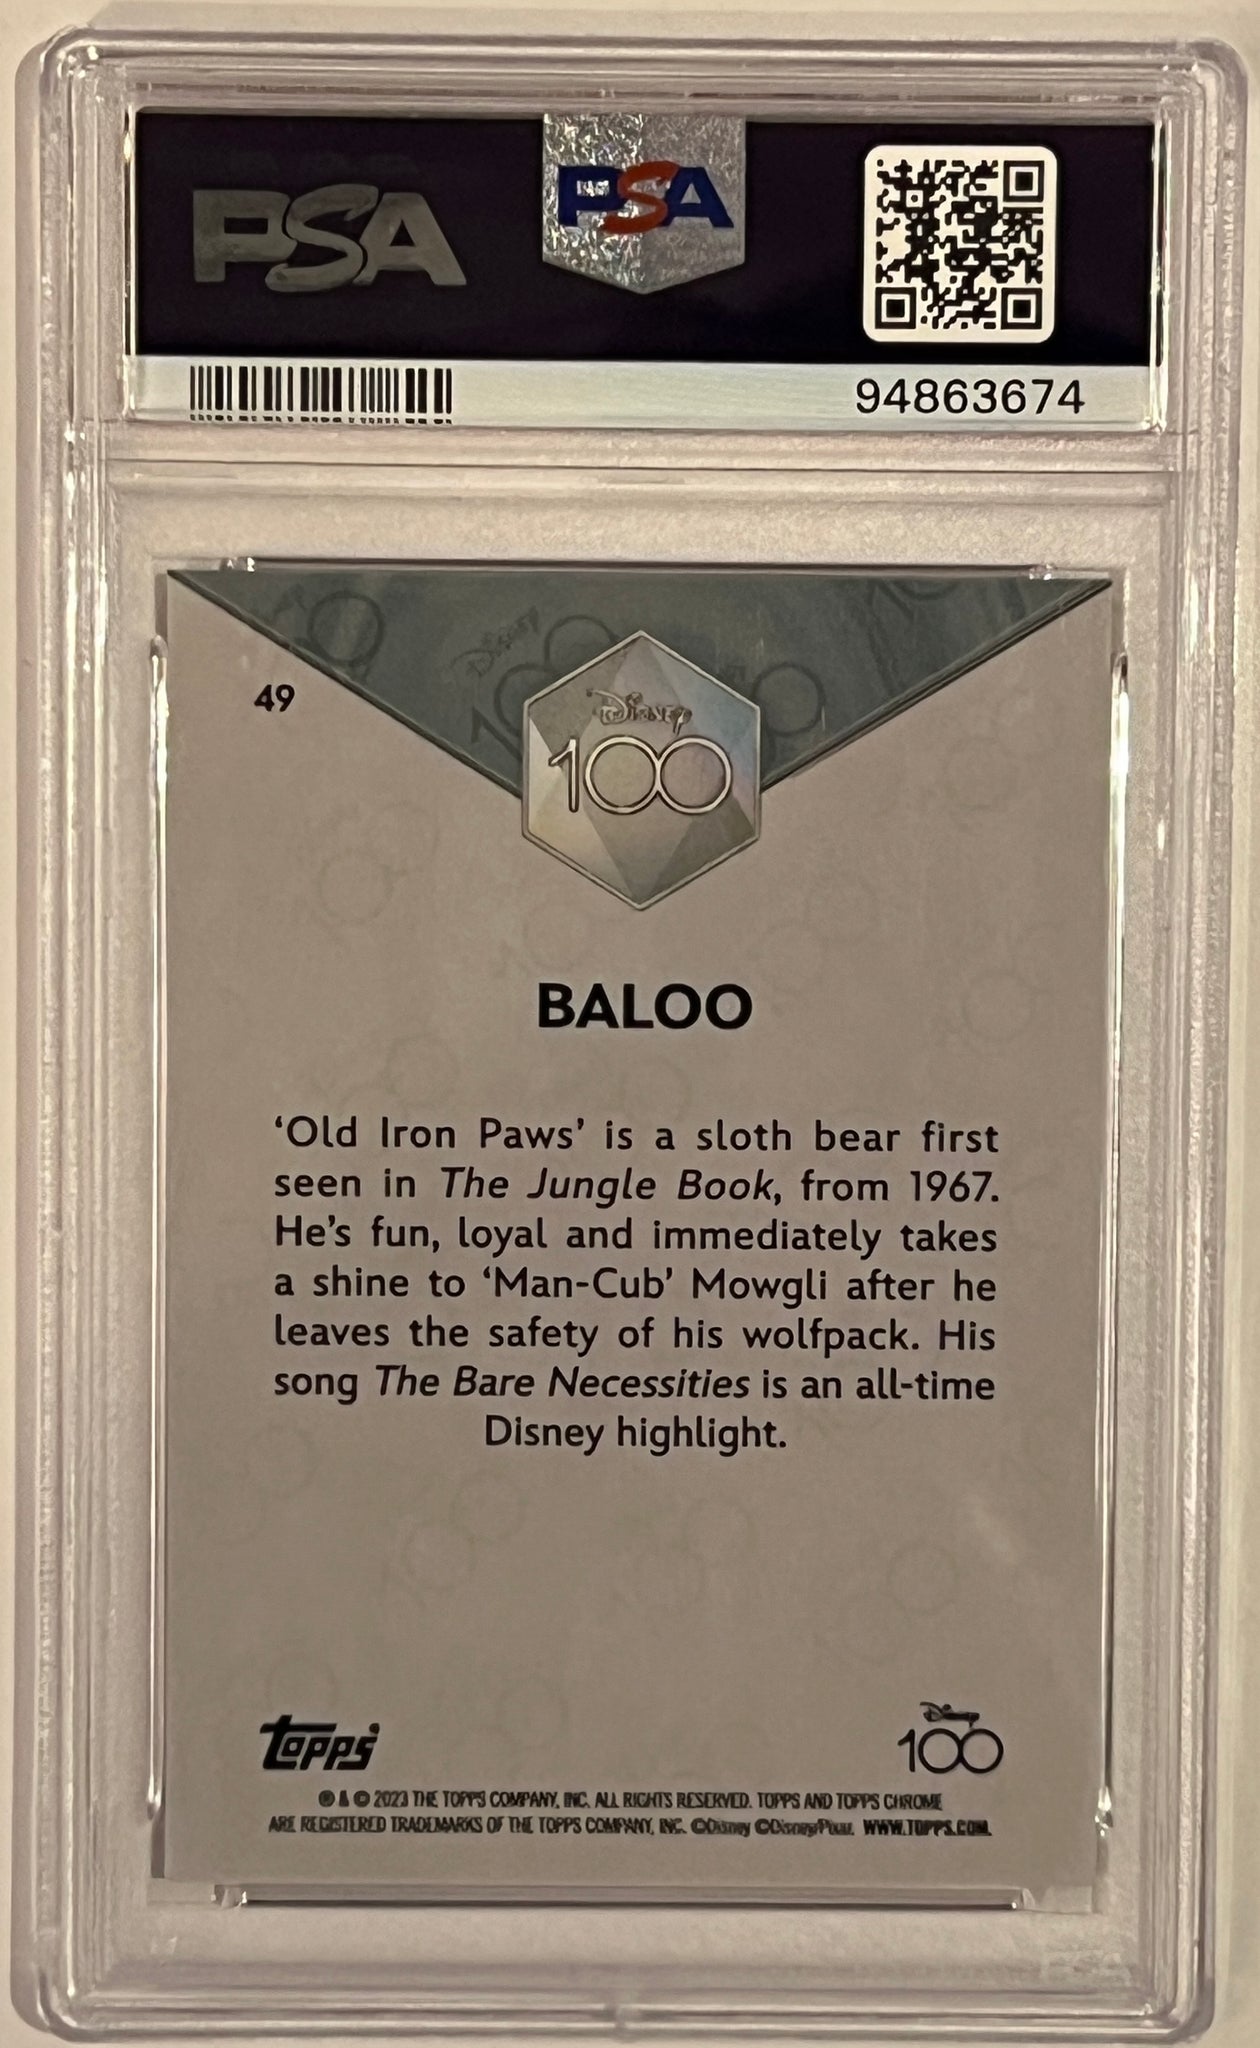 PSA
PSA
94863674
49
Disney
100
BALOO
‘Old Iron Paws’ is a sloth bear first
seen in The Jungle Book, from 1967.
He’s fun, loyal and immediately takes
a shine to ‘Man-Cub’ Mowgli after he
leaves the safety of his wolfpack. His
song The Bare Necessities is an all-time
Disney highlight.
Topps
Disney
100
® & © 2023 THE TOPPS COMPANY, INC. ALL RIGHTS RESERVED. TOPPS AND TOPPS CHROME
ARE REGISTERED TRADEMARKS OF THE TOPPS COMPANY, INC. ©Disney ©Disney/Pixar. WWW.TOPPS.COM.